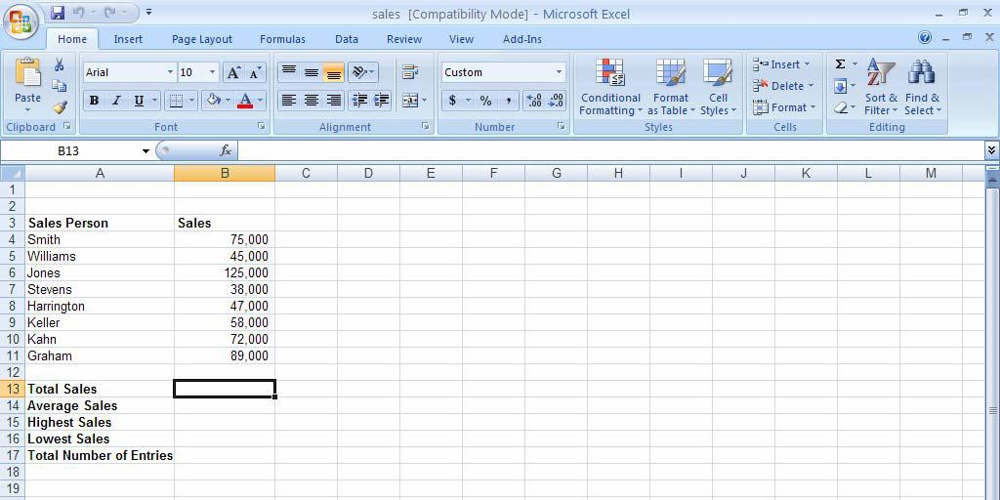 sales [Compatibility Mode] - Microsoft Excel
Home Insert Page Layout Formulas Data Review View Add-Ins
Paste
Arial 10 A A
B I U A
Custom
$ % , .0 .00 .00 .0
Conditional Formatting
Format as Table
Cell Styles
Insert
Delete
Format
Σ
Sort & Filter
Find & Select
Clipboard Font Alignment Number Styles Cells Editing
B13 fx
A B C D E F G H I J K L M
1
2
3 Sales Person Sales
4 Smith 75,000
5 Williams 45,000
6 Jones 125,000
7 Stevens 38,000
8 Harrington 47,000
9 Keller 58,000
10 Kahn 72,000
11 Graham 89,000
12
13 Total Sales
14 Average Sales
15 Highest Sales
16 Lowest Sales
17 Total Number of Entries
18
19